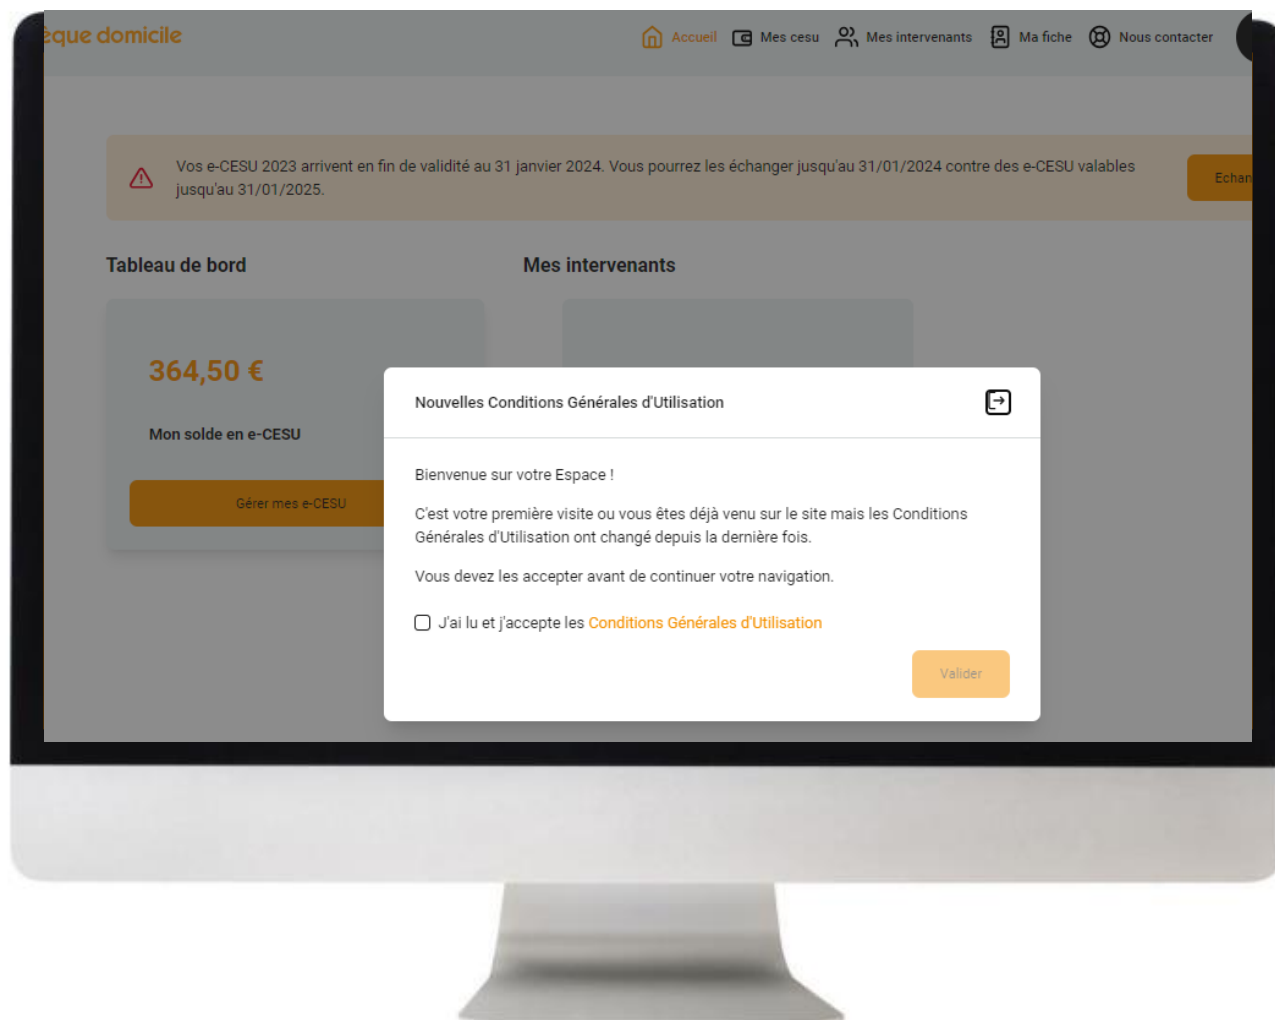 domicile
Accueil Mes cesu Mes intervenants Ma fiche Nous contacter
Vos e-CESU 2023 arrivent en fin de validité au 31 janvier 2024. Vous pourrez les échanger jusqu'au 31/01/2024 contre des e-CESU valables
jusqu'au 31/01/2025.
Echan
Tableau de bord
Mes intervenants
364,50 €
Mon solde en e-CESU
Gérer mes e-CESU
Nouvelles Conditions Générales d'Utilisation
Bienvenue sur votre Espace !
C'est votre première visite ou vous êtes déjà venu sur le site mais les Conditions
Générales d'Utilisation ont changé depuis la dernière fois.
Vous devez les accepter avant de continuer votre navigation.
J'ai lu et j'accepte les Conditions Générales d'Utilisation
Valider